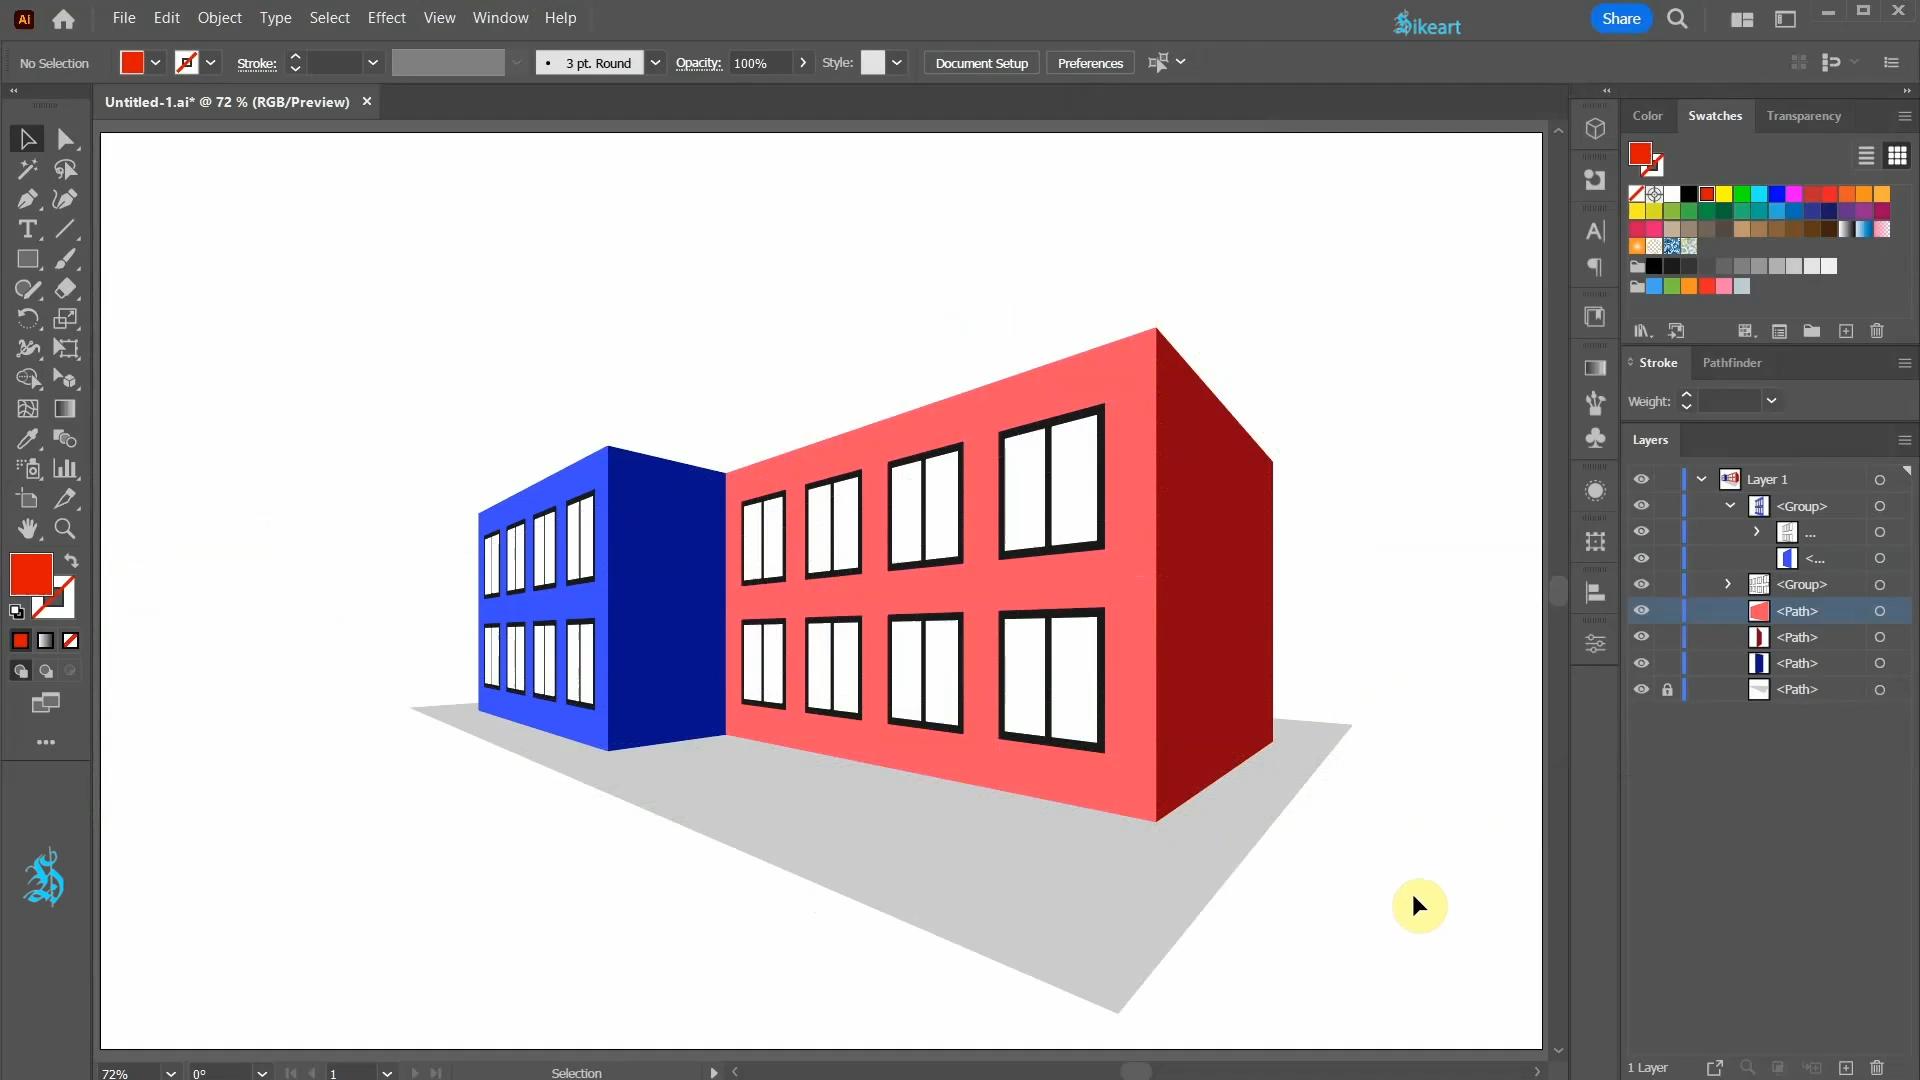 Ai File Edit Object Type Select Effect View Window Help
Sikeart
Share
No Selection Stroke: • 3 pt. Round Opacity: 100% Style: Document Setup Preferences
Untitled-1.ai* @ 72 % (RGB/Preview) ×
Color Swatches Transparency
Stroke Pathfinder
Weight:
Layers
Layer 1
<Group>
...
<...
<Group>
<Path>
<Path>
<Path>
<Path>
72% 0° 1 Selection
1 Layer